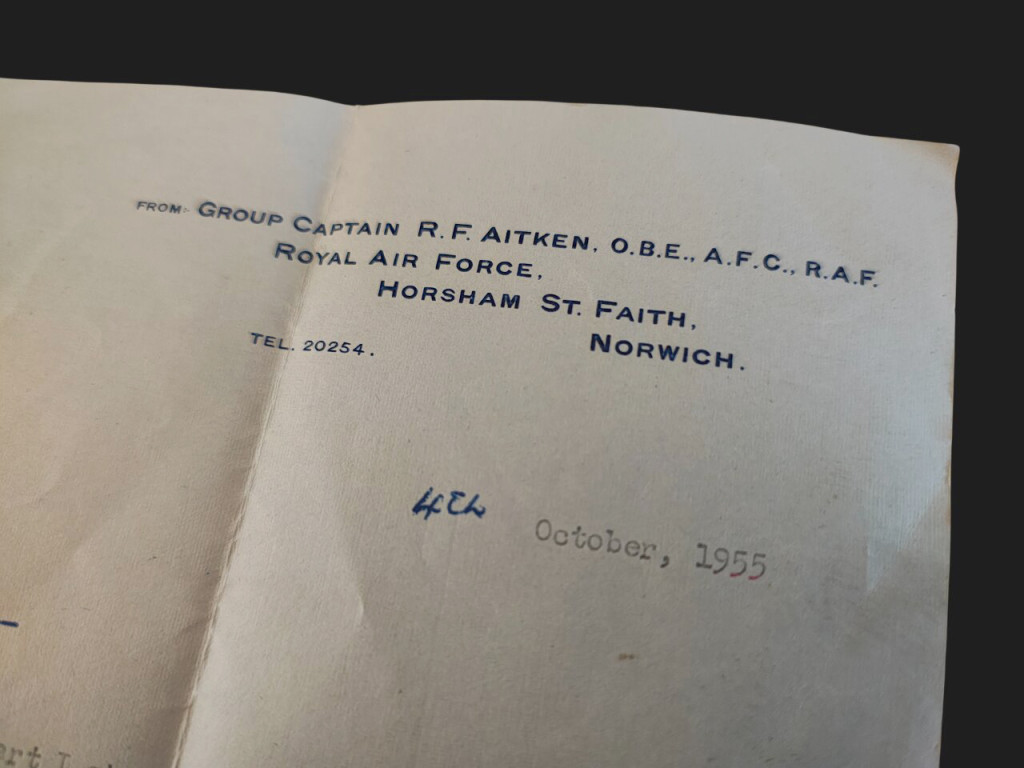 FROM:- GROUP CAPTAIN R.F. AITKEN, O.B.E., A.F.C., R.A.F.
ROYAL AIR FORCE,
HORSHAM ST. FAITH,
TEL. 20254. NORWICH.
4th October, 1955